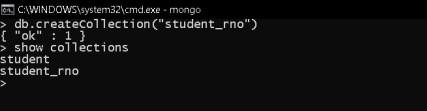 C:\WINDOWS\system32\cmd.exe - mongo
> db.createCollection("student_rno")
{ "ok" : 1 }
> show collections
student
student_rno
>